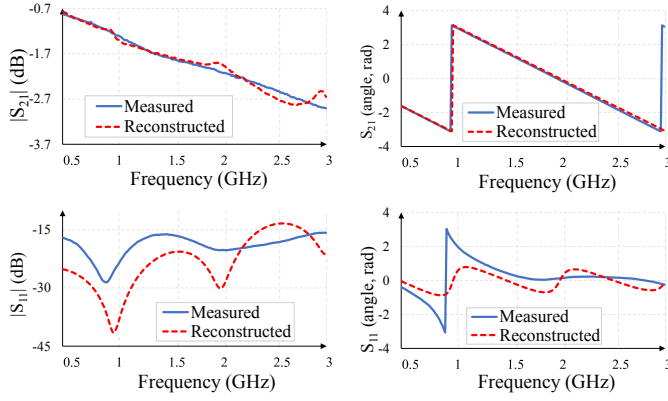 -0.7
-1.7
-2.7
-3.7
|S21| (dB)
Measured
Reconstructed
0.5 1 1.5 2 2.5 3
Frequency (GHz)
4
2
0
-2
-4
S21 (angle, rad)
Measured
Reconstructed
0.5 1 1.5 2 2.5 3
Frequency (GHz)
-15
-30
-45
|S11| (dB)
Measured
Reconstructed
0.5 1 1.5 2 2.5 3
Frequency (GHz)
4
2
0
-2
-4
S11 (angle, rad)
Measured
Reconstructed
0.5 1 1.5 2 2.5 3
Frequency (GHz)